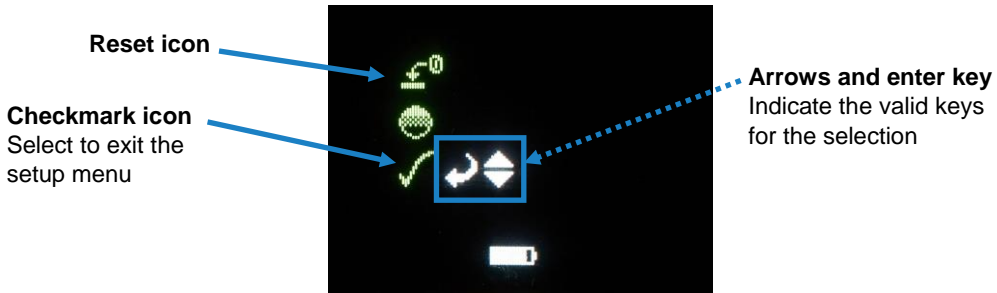 Reset icon
Checkmark icon
Select to exit the
setup menu
0
Arrows and enter key
Indicate the valid keys
for the selection